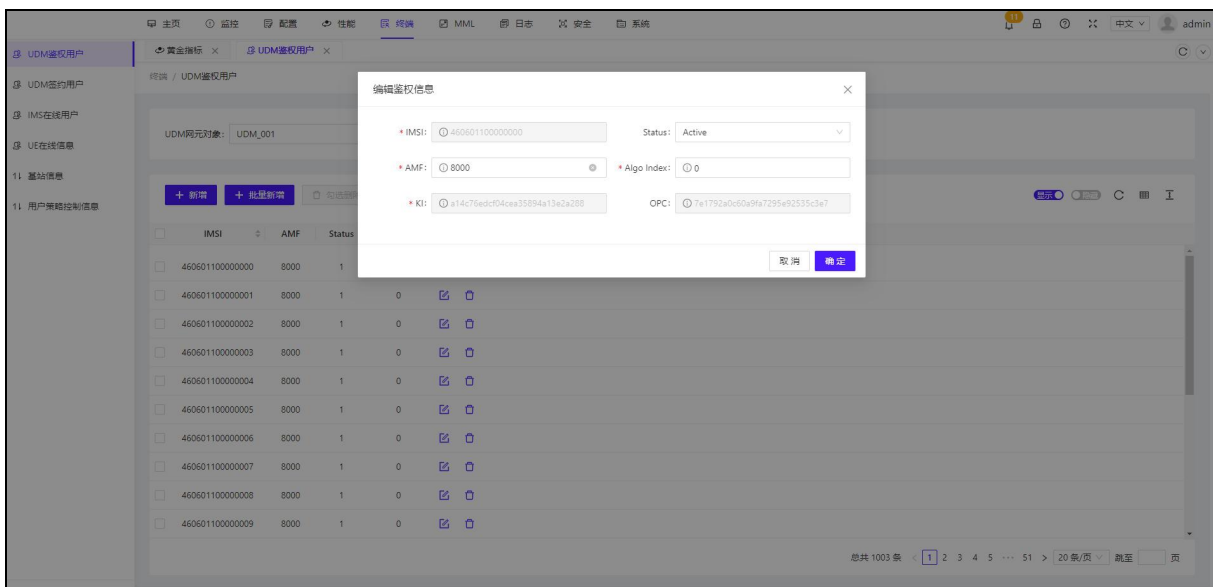 主页 监控 配置 性能 终端 MML 日志 安全 系统 11 中文 admin
UDM鉴权用户
UDM签约用户
IMS在线用户
UE在线信息
基站信息
用户策略控制信息
黄金指标 UDM鉴权用户
终端 / UDM鉴权用户
UDM网元对象: UDM_001
编辑鉴权信息
* IMSI: 460601100000000 Status: Active
* AMF: 8000 * Algo Index: 0
* KI: a14c76edcf04cea35894a13e2a288 OPC: 7e1792a0c60a9fa7295e92535c3e7
取消 确定
+ 新增 + 批量新增 显示
IMSI AMF Status
460601100000000 8000 1
460601100000001 8000 1 0
460601100000002 8000 1 0
460601100000003 8000 1 0
460601100000004 8000 1 0
460601100000005 8000 1 0
460601100000006 8000 1 0
460601100000007 8000 1 0
460601100000008 8000 1 0
460601100000009 8000 1 0
总共 1003 条 < 1 2 3 4 5 ··· 51 > 20 条/页 跳至 页